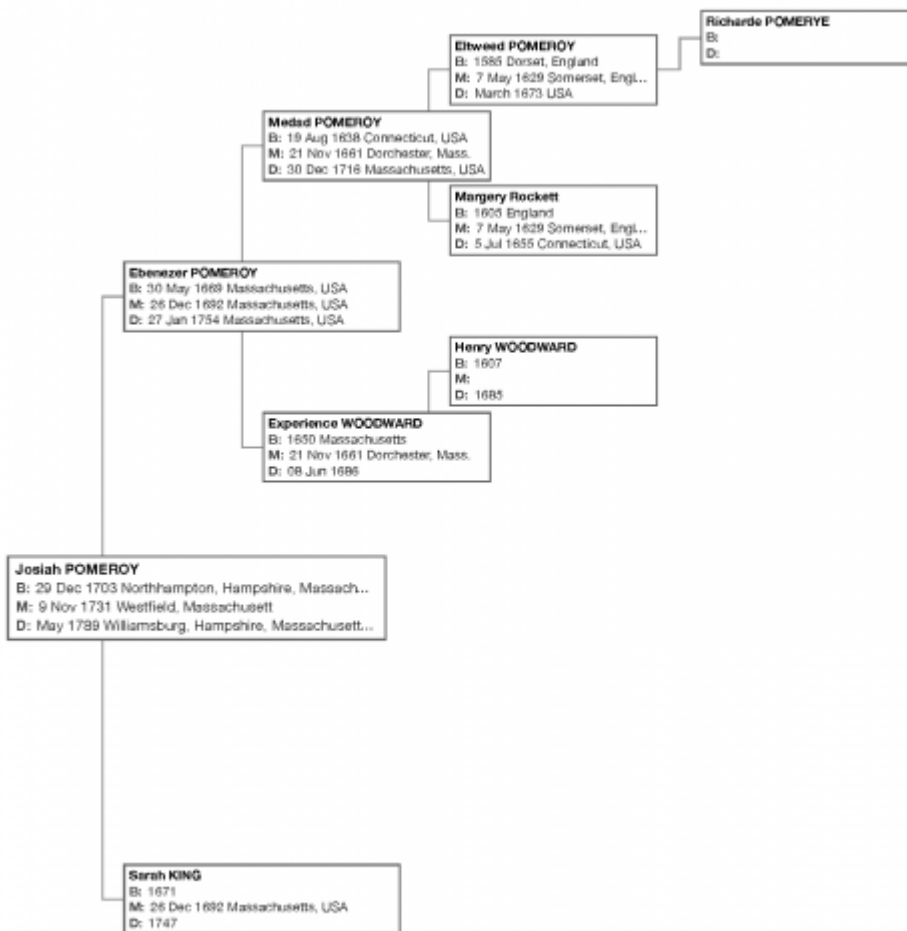 Richarde POMERYE
B:
D:
Eltweed POMEROY
B: 1585 Dorset, England
M: 7 May 1629 Somerset, Engl...
D: March 1673 USA
Medad POMEROY
B: 19 Aug 1638 Connecticut, USA
M: 21 Nov 1661 Dorchester, Mass.
D: 30 Dec 1716 Massachusetts, USA
Margery Rockett
B: 1605 England
M: 7 May 1629 Somerset, Engl...
D: 5 Jul 1655 Connecticut, USA
Ebenezer POMEROY
B: 30 May 1669 Massachusetts, USA
M: 26 Dec 1692 Massachusetts, USA
D: 27 Jan 1754 Massachusetts, USA
Henry WOODWARD
B: 1607
M:
D: 1685
Experience WOODWARD
B: 1650 Massachusetts
M: 21 Nov 1661 Dorchester, Mass.
D: 08 Jun 1686
Josiah POMEROY
B: 29 Dec 1703 Northhampton, Hampshire, Massach...
M: 9 Nov 1731 Westfield, Massachusett
D: May 1789 Williamsburg, Hampshire, Massachusett...
Sarah KING
B: 1671
M: 26 Dec 1692 Massachusetts, USA
D: 1747